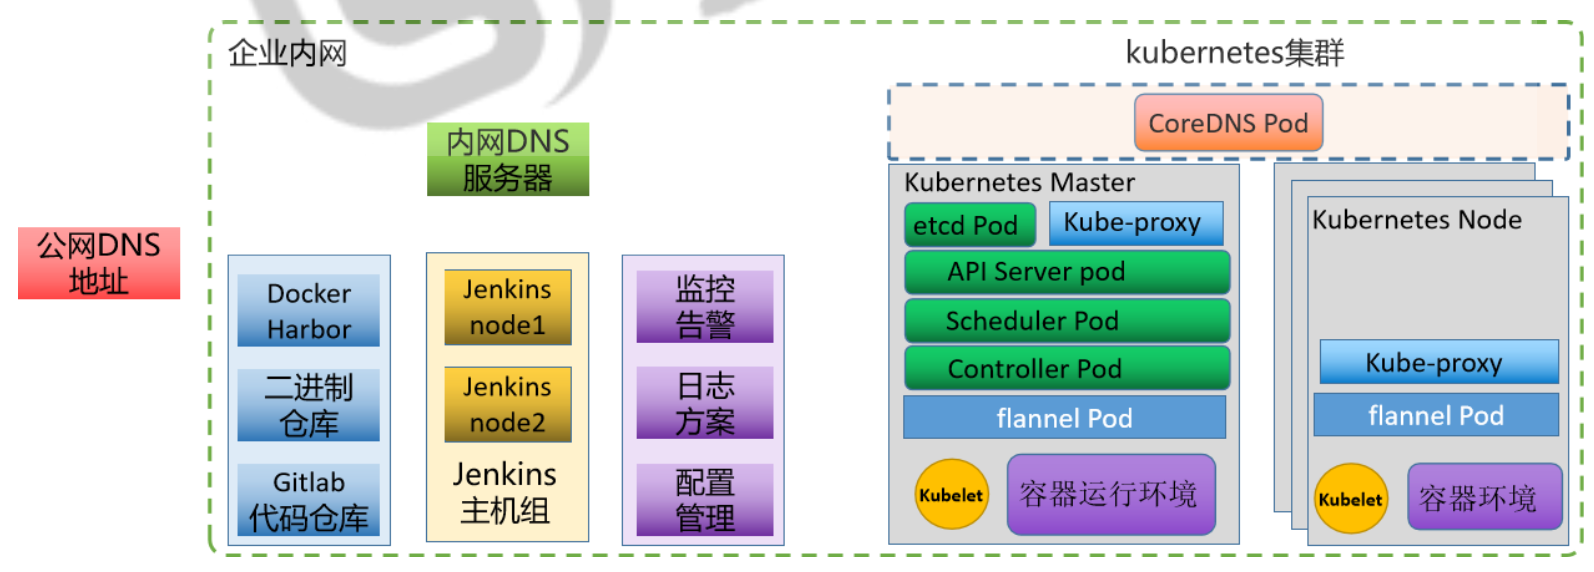 企业内网
kubernetes集群
CoreDNS Pod
内网DNS
服务器
公网DNS
地址
Docker
Harbor
二进制
仓库
Gitlab
代码仓库
Jenkins
node1
Jenkins
node2
Jenkins
主机组
监控
告警
日志
方案
配置
管理
Kubernetes Master
etcd Pod
Kube-proxy
API Server pod
Scheduler Pod
Controller Pod
flannel Pod
Kubelet
容器运行环境
Kubernetes Node
Kube-proxy
flannel Pod
Kubelet
容器环境